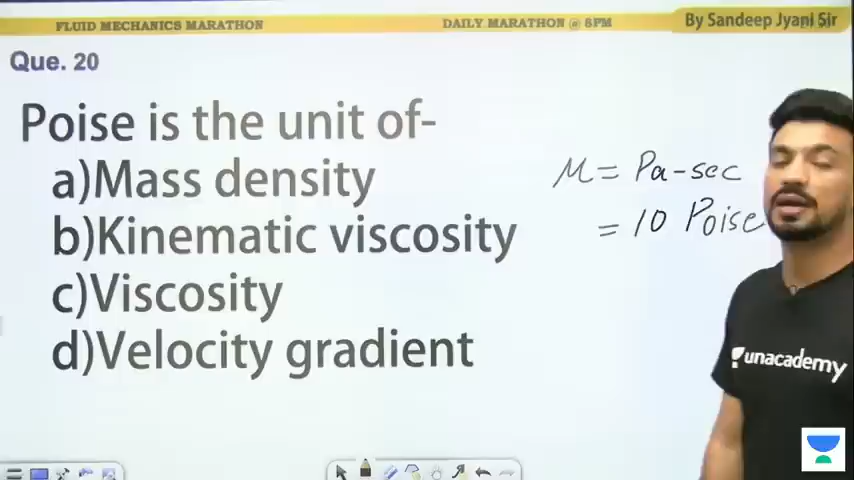 FLUID MECHANICS MARATHON
DAILY MARATHON @ 8PM
By Sandeep Jyani Sir
Que. 20
Poise is the unit of-
a)Mass density
b)Kinematic viscosity
c)Viscosity
d)Velocity gradient
μ = Pa-sec
= 10 Poise
unacademy